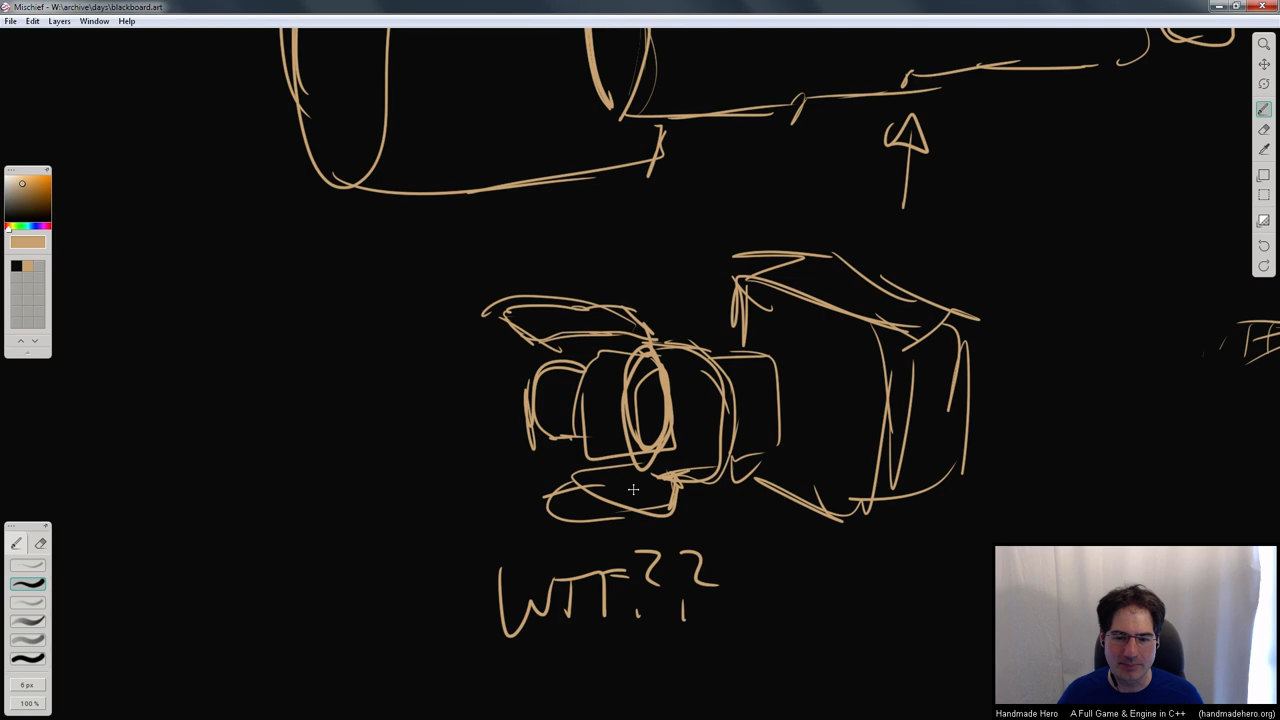 Mischief - W:\archive\days\blackboard.art
File Edit Layers Window Help
6 px
100 %
WTF??
Handmade Hero A Full Game & Engine in C++ (handmadehero.org)